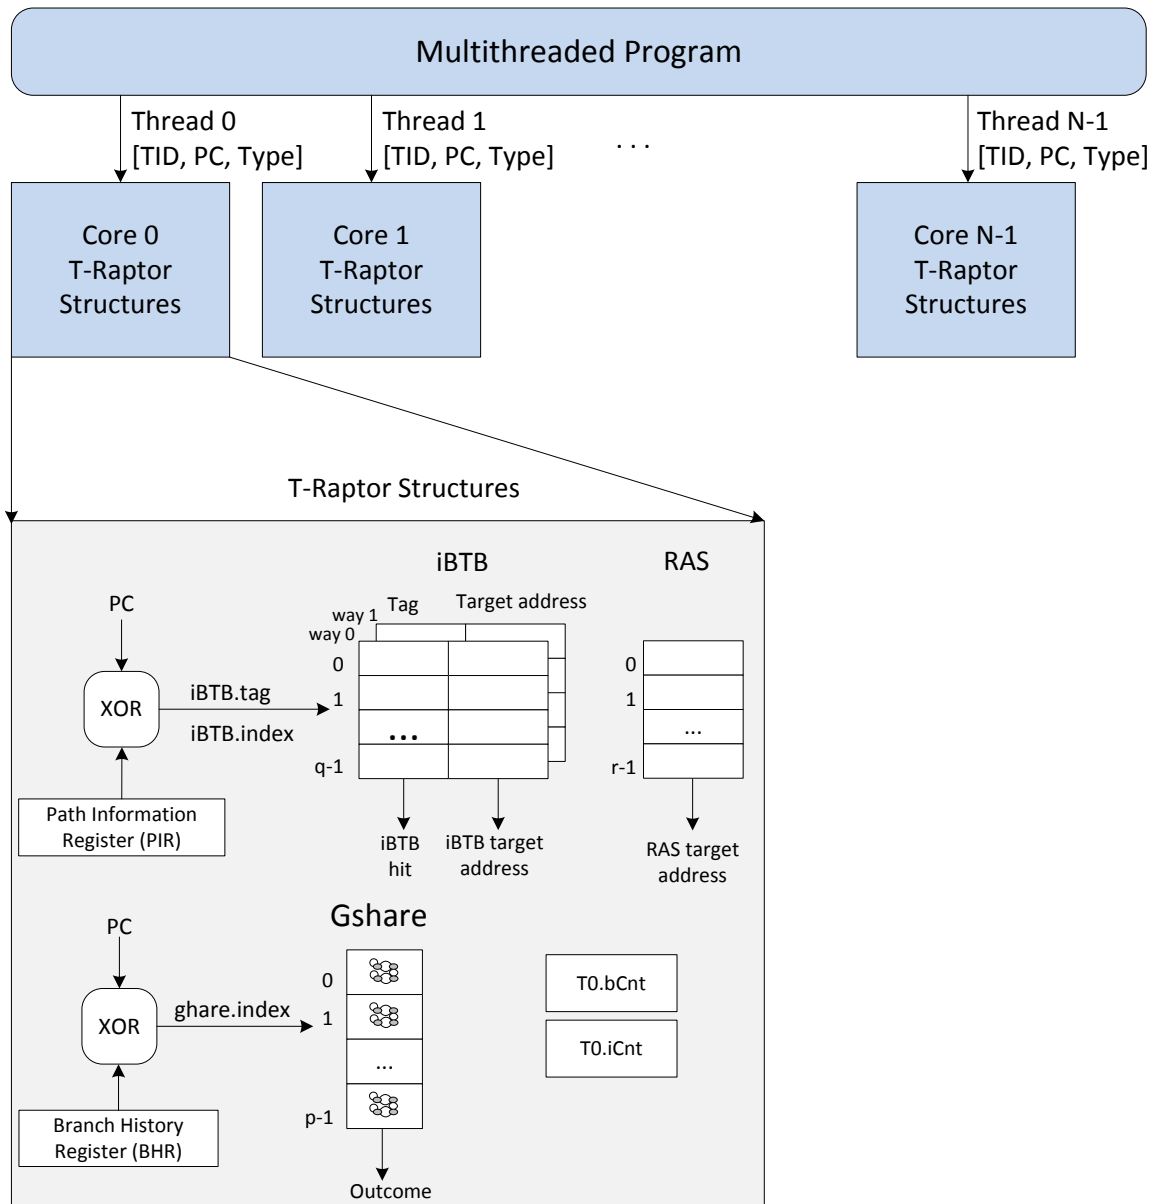 Multithreaded Program
Thread 0
[TID, PC, Type]
Thread 1
[TID, PC, Type]
. . .
Thread N-1
[TID, PC, Type]
Core 0
T-Raptor
Structures
Core 1
T-Raptor
Structures
Core N-1
T-Raptor
Structures
T-Raptor Structures
iBTB
RAS
PC
XOR
iBTB.tag
iBTB.index
Path Information
Register (PIR)
way 1
way 0
Tag
Target address
0
1
...
q-1
iBTB
hit
iBTB target
address
0
1
...
r-1
RAS target
address
Gshare
PC
XOR
ghare.index
Branch History
Register (BHR)
0
1
...
p-1
Outcome
T0.bCnt
T0.iCnt